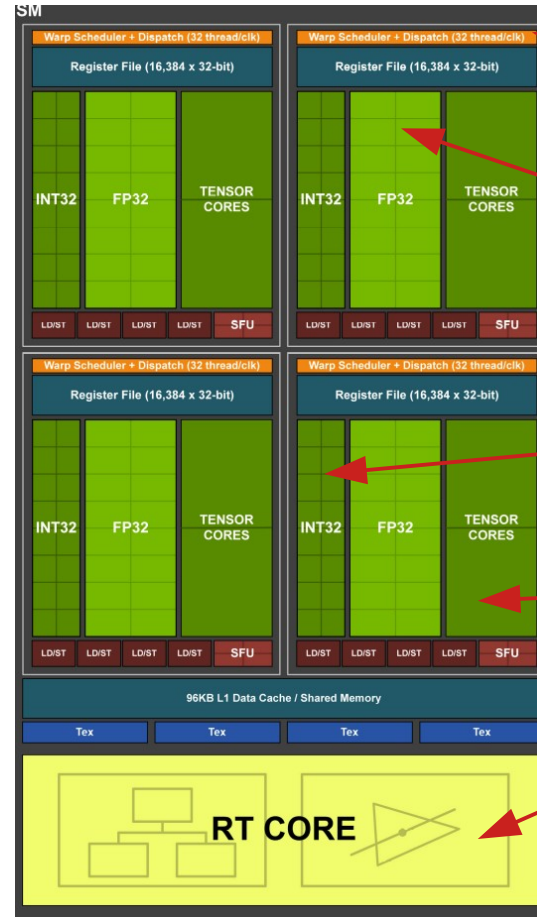 SM
Warp Scheduler + Dispatch (32 thread/clk)
Register File (16,384 x 32-bit)
INT32
FP32
TENSOR
CORES
LD/ST LD/ST LD/ST LD/ST SFU
Warp Scheduler + Dispatch (32 thread/clk)
Register File (16,384 x 32-bit)
INT32
FP32
TENSOR
CORES
LD/ST LD/ST LD/ST LD/ST SFU
Warp Scheduler + Dispatch (32 thread/clk)
Register File (16,384 x 32-bit)
INT32
FP32
TENSOR
CORES
LD/ST LD/ST LD/ST LD/ST SFU
Warp Scheduler + Dispatch (32 thread/clk)
Register File (16,384 x 32-bit)
INT32
FP32
TENSOR
CORES
LD/ST LD/ST LD/ST LD/ST SFU
96KB L1 Data Cache / Shared Memory
Tex Tex Tex Tex
RT CORE